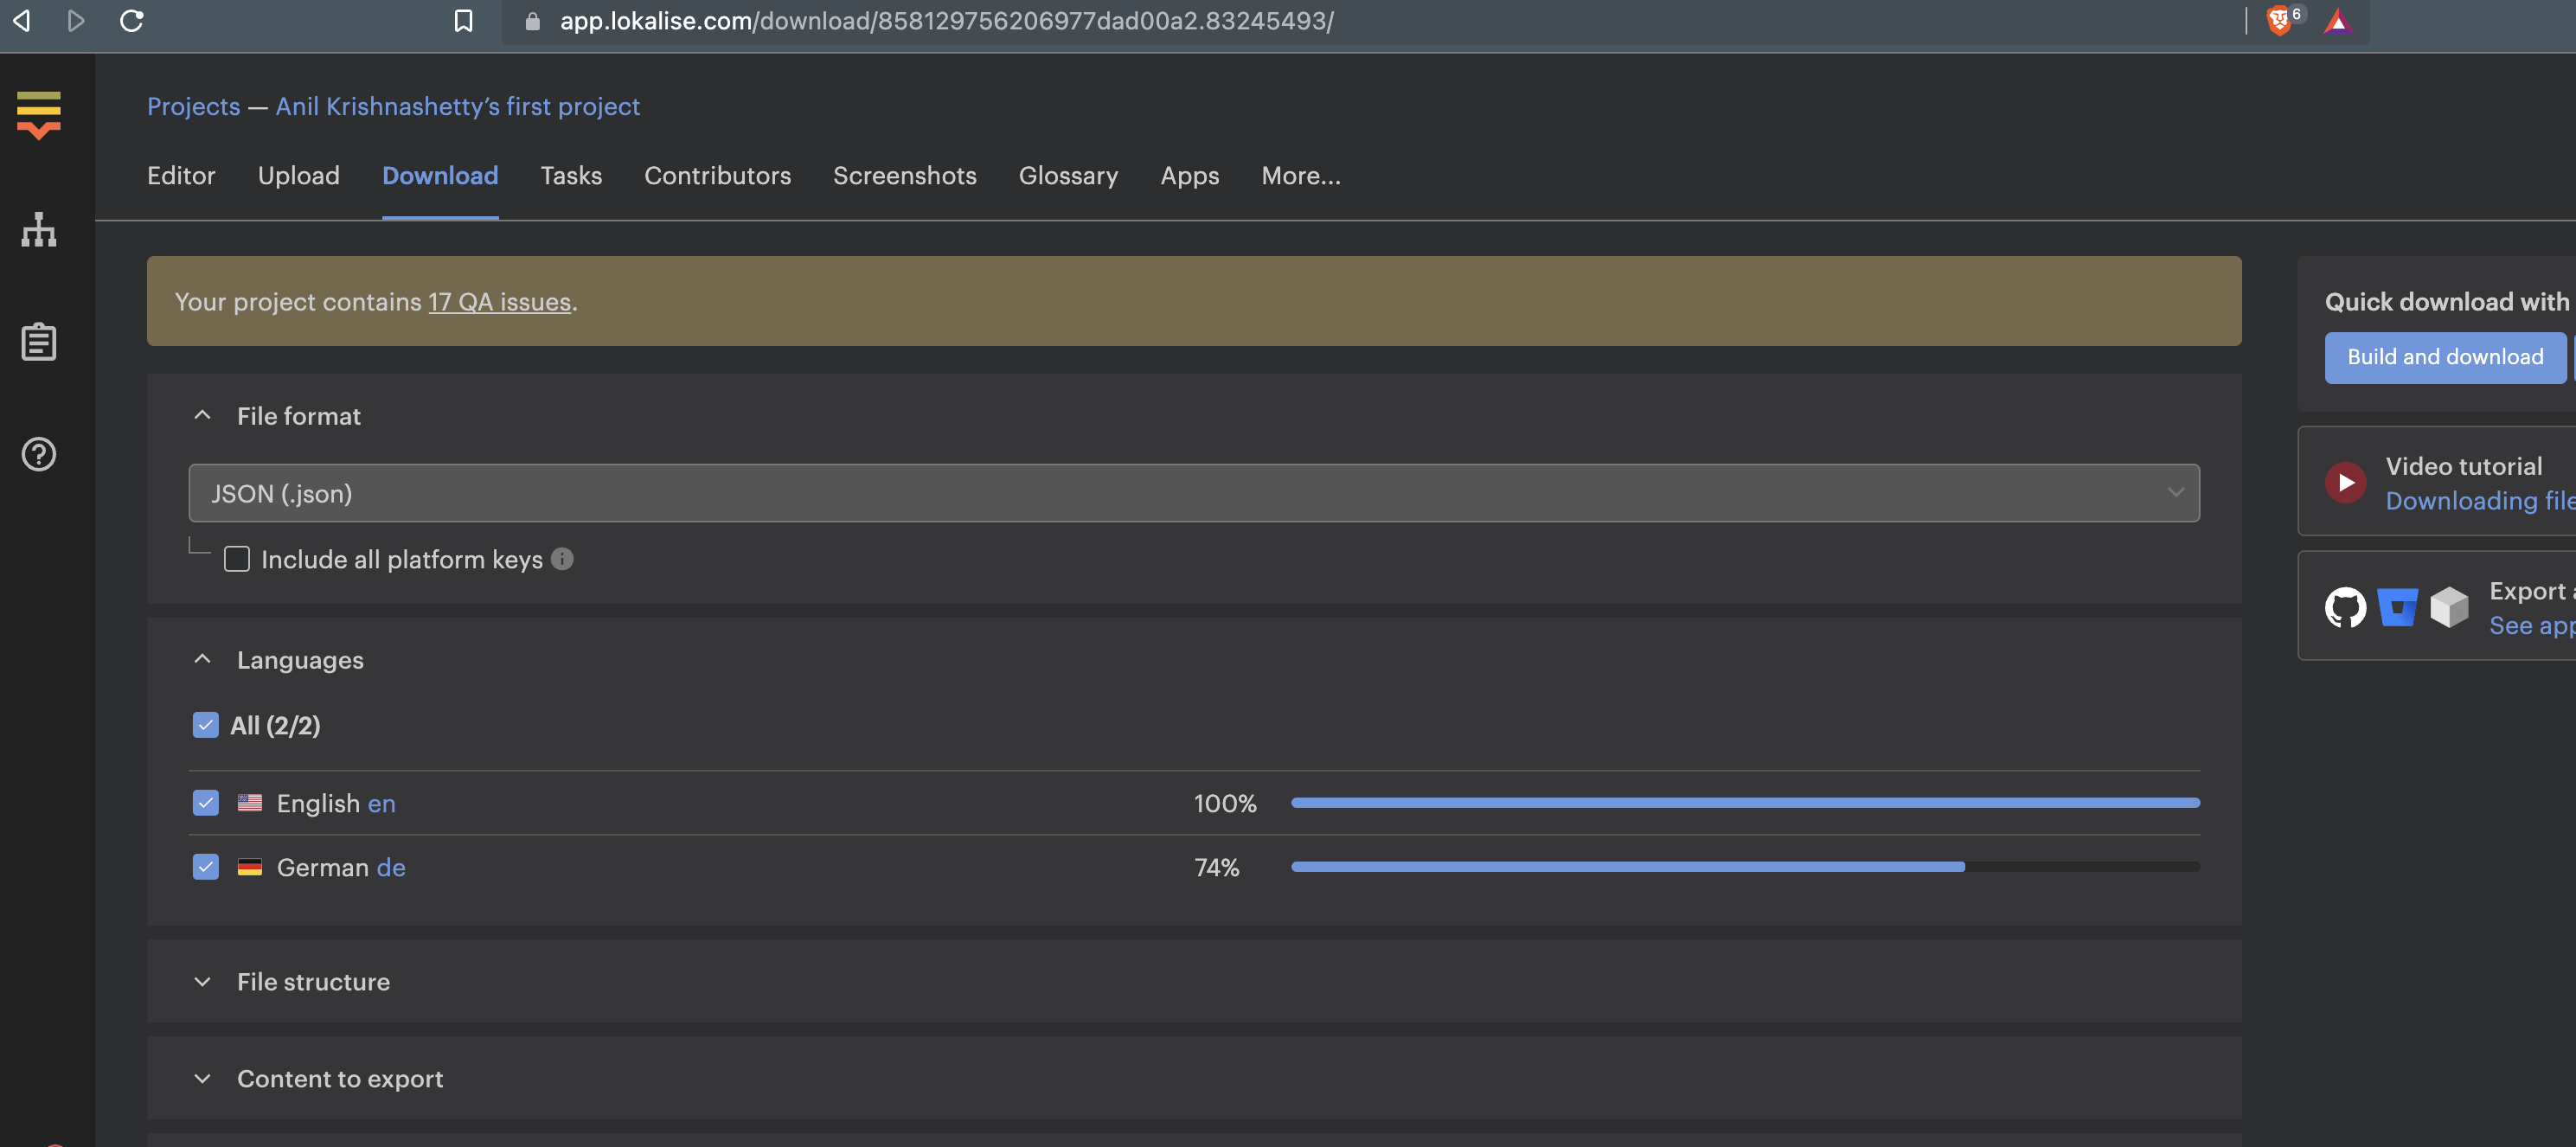 app.lokalise.com/download/858129756206977dad00a2.83245493/
6
Projects — Anil Krishnashetty’s first project
Editor Upload Download Tasks Contributors Screenshots Glossary Apps More...
Your project contains 17 QA issues.
Quick download with
Build and download
File format
JSON (.json)
Include all platform keys
Video tutorial
Downloading file
Export
See app
Languages
All (2/2)
English en 100%
German de 74%
File structure
Content to export